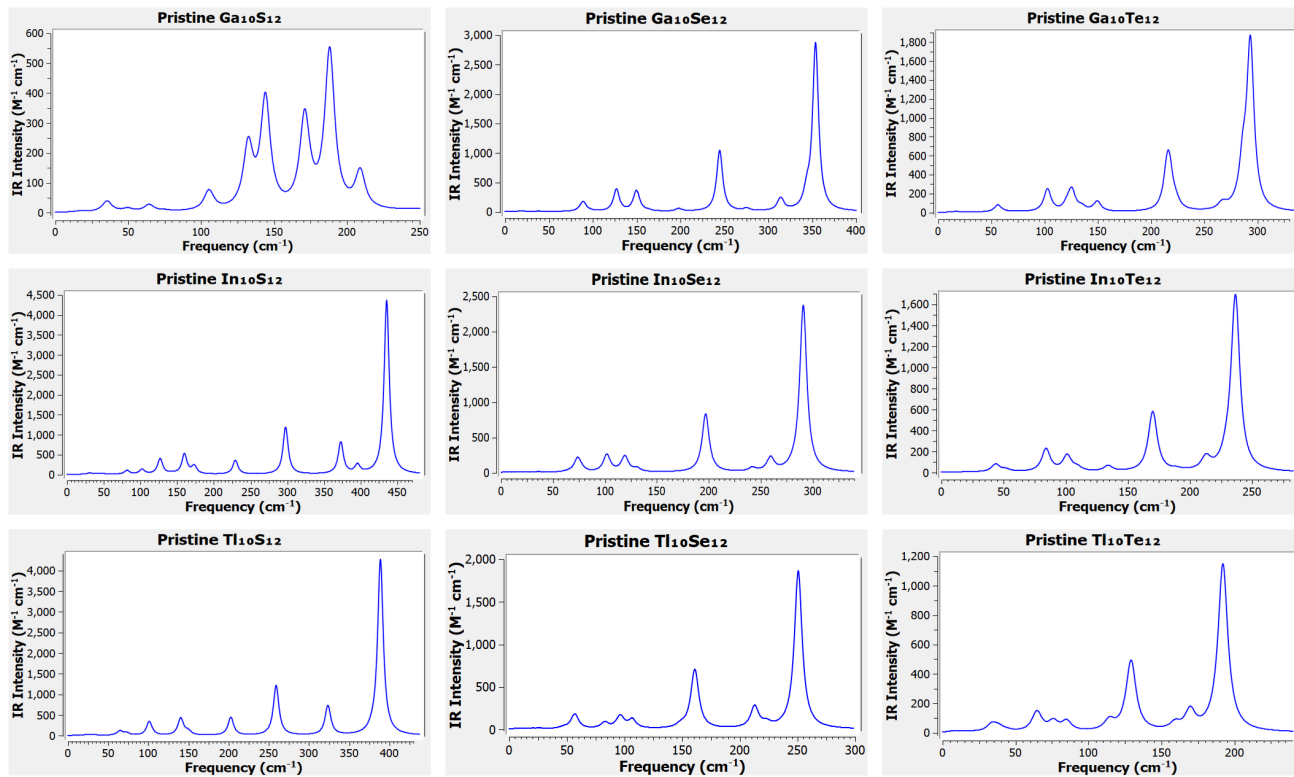 Pristine Ga₁₀S₁₂
IR Intensity (M⁻¹ cm⁻¹)
600
500
400
300
200
100
0
0 50 100 150 200 250
Frequency (cm⁻¹)
Pristine Ga₁₀Se₁₂
IR Intensity (M⁻¹ cm⁻¹)
3,000
2,500
2,000
1,500
1,000
500
0
0 50 100 150 200 250 300 350 400
Frequency (cm⁻¹)
Pristine Ga₁₀Te₁₂
IR Intensity (M⁻¹ cm⁻¹)
1,800
1,600
1,400
1,200
1,000
800
600
400
200
0
0 50 100 150 200 250 300
Frequency (cm⁻¹)
Pristine In₁₀S₁₂
IR Intensity (M⁻¹ cm⁻¹)
4,500
4,000
3,500
3,000
2,500
2,000
1,500
1,000
500
0
0 50 100 150 200 250 300 350 400 450
Frequency (cm⁻¹)
Pristine In₁₀Se₁₂
IR Intensity (M⁻¹ cm⁻¹)
2,500
2,000
1,500
1,000
500
0
0 50 100 150 200 250 300
Frequency (cm⁻¹)
Pristine In₁₀Te₁₂
IR Intensity (M⁻¹ cm⁻¹)
1,600
1,400
1,200
1,000
800
600
400
200
0
0 50 100 150 200 250
Frequency (cm⁻¹)
Pristine Tl₁₀S₁₂
IR Intensity (M⁻¹ cm⁻¹)
4,000
3,500
3,000
2,500
2,000
1,500
1,000
500
0
0 50 100 150 200 250 300 350 400
Frequency (cm⁻¹)
Pristine Tl₁₀Se₁₂
IR Intensity (M⁻¹ cm⁻¹)
2,000
1,500
1,000
500
0
0 50 100 150 200 250 300
Frequency (cm⁻¹)
Pristine Tl₁₀Te₁₂
IR Intensity (M⁻¹ cm⁻¹)
1,200
1,000
800
600
400
200
0
0 50 100 150 200
Frequency (cm⁻¹)